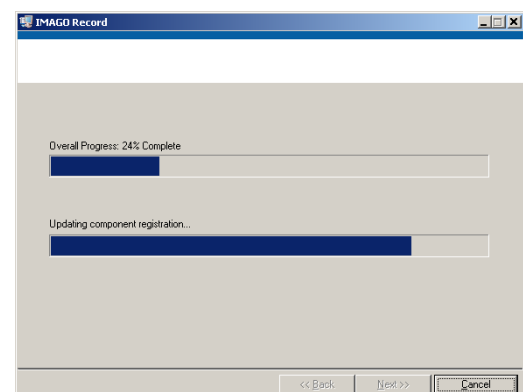 IMAGO Record
Overall Progress: 24% Complete
Updating component registration...
<< Back Next >> Cancel